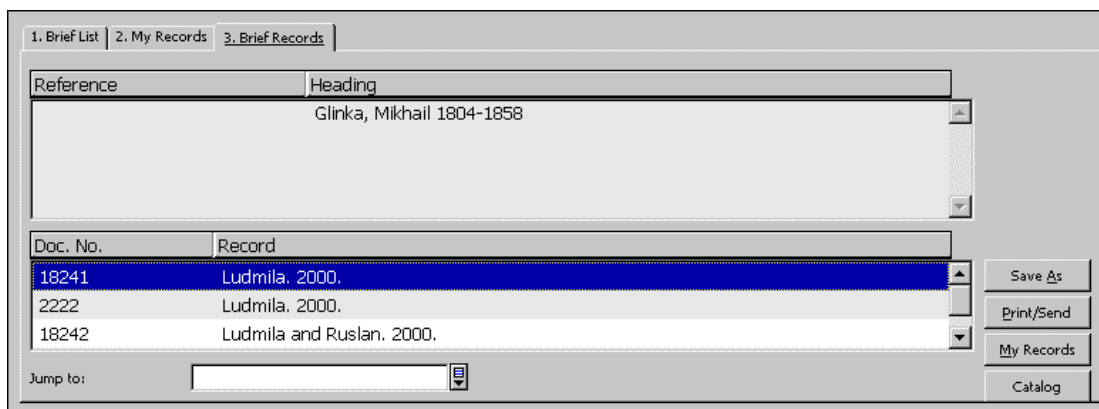 1. Brief List 2. My Records 3. Brief Records
Reference Heading
Glinka, Mikhail 1804-1858
Doc. No. Record
18241 Ludmila. 2000.
2222 Ludmila. 2000.
18242 Ludmila and Ruslan. 2000.
Jump to:
Save As
Print/Send
My Records
Catalog